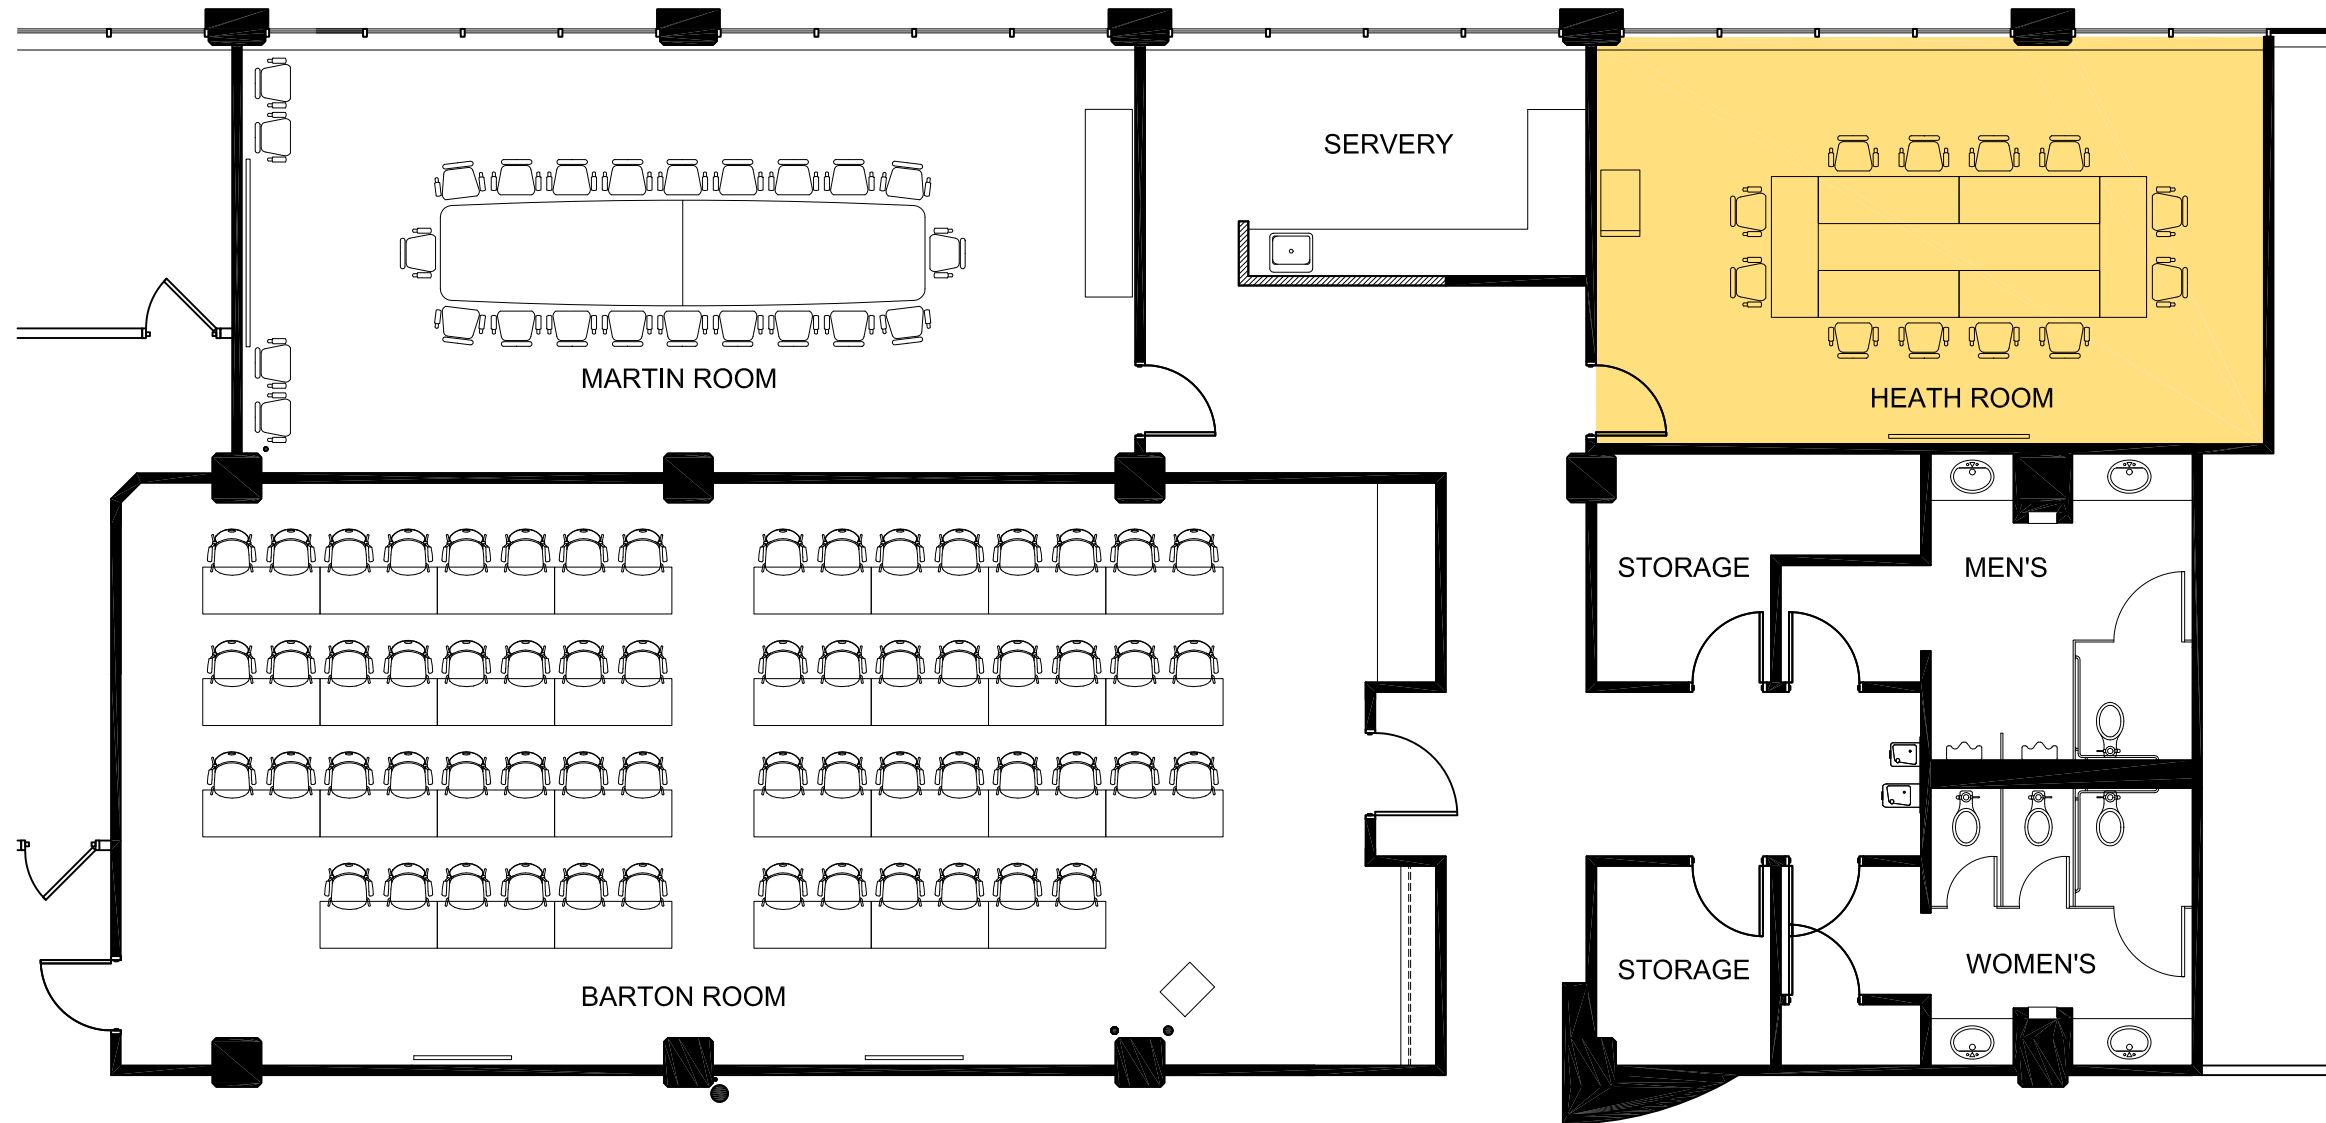 SERVERY
MARTIN ROOM
HEATH ROOM
STORAGE
MEN'S
BARTON ROOM
STORAGE
WOMEN'S